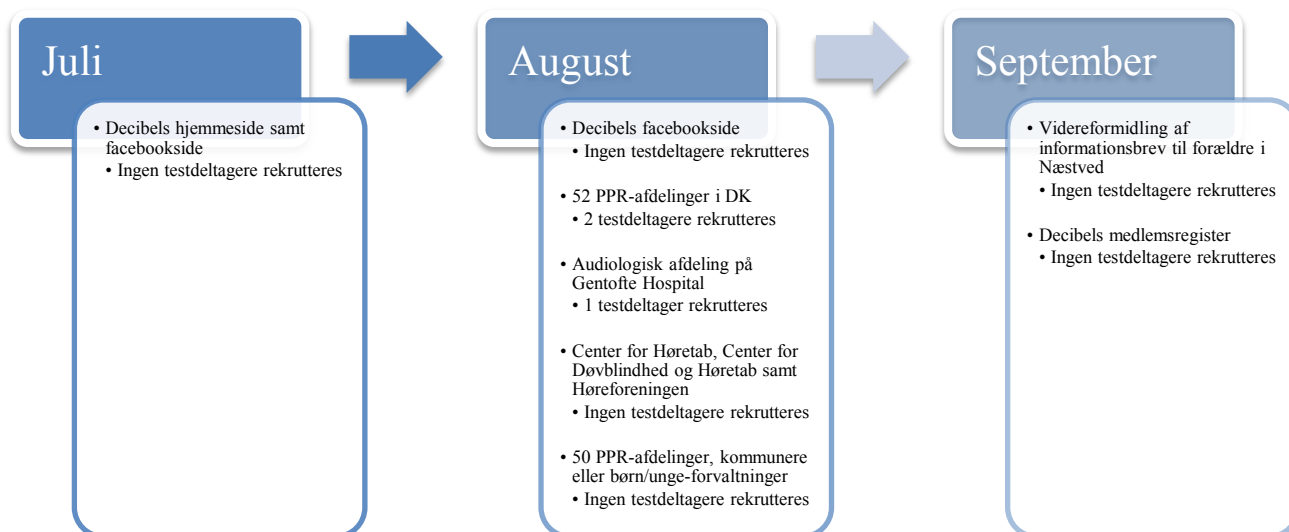 Juli
• Decibels hjemmeside samt
facebookside
• Ingen testdeltagere rekrutteres
August
• Decibels facebookside
• Ingen testdeltagere rekrutteres
• 52 PPR-afdelinger i DK
• 2 testdeltagere rekrutteres
• Audiologisk afdeling på
Gentofte Hospital
• 1 testdeltager rekrutteres
• Center for Høretab, Center for
Døvblindhed og Høretab samt
Høreforeningen
• Ingen testdeltagere rekrutteres
• 50 PPR-afdelinger, kommunere
eller børn/unge-forvaltninger
• Ingen testdeltagere rekrutteres
September
• Videreformidling af
informationsbrev til forældre i
Næstved
• Ingen testdeltagere rekrutteres
• Decibels medlemsregister
• Ingen testdeltagere rekrutteres